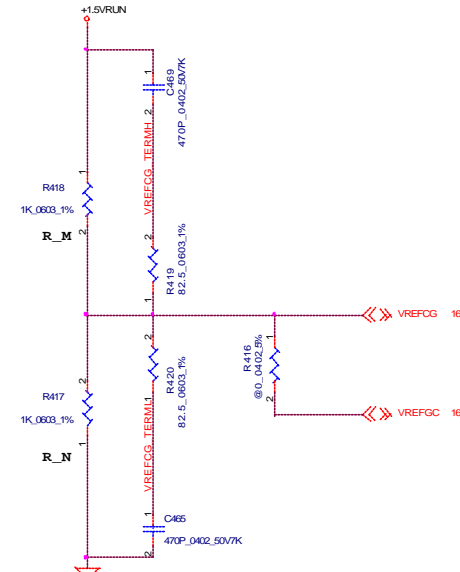 +1.5VRUN
1
C469
470P_0402_50V7K
2
VREFCG_TERMH
1
R418
1K_0603_1%
R_M
2
2
R419
82.5_0603_1%
1
VREFCG 16
2
R420
82.5_0603_1%
1
R416
@0_0402_5%
1
2
VREFGC 16
2
R417
1K_0603_1%
1
R_N
VREFCG_TERML
1
C465
470P_0402_50V7K
2